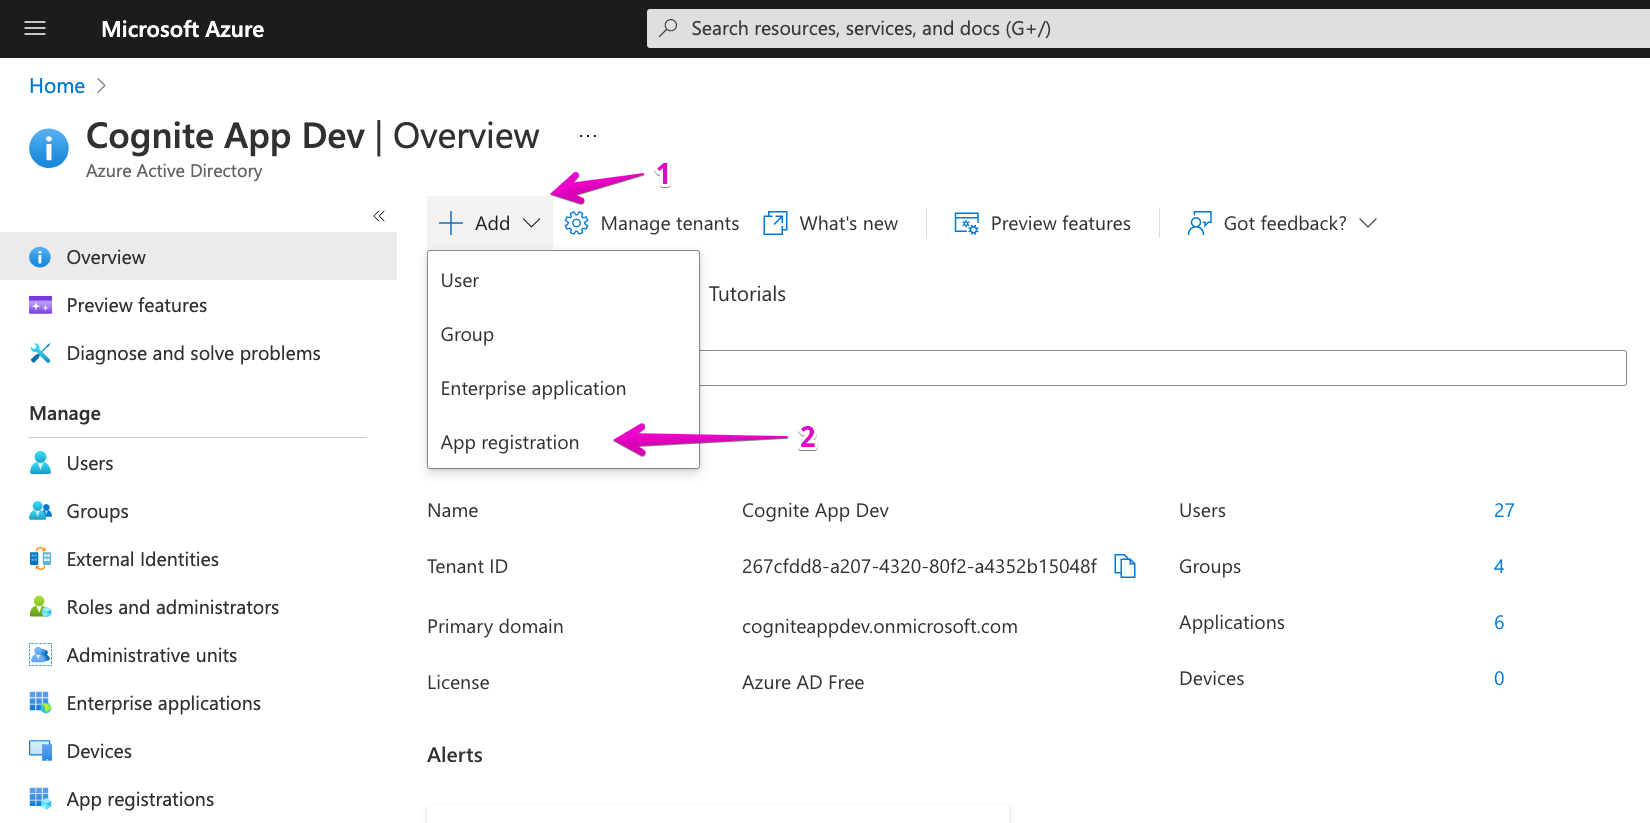 Microsoft Azure
Search resources, services, and docs (G+/)
Home
Cognite App Dev | Overview ...
Azure Active Directory
1
Add
Manage tenants
What's new
Preview features
Got feedback?
Overview
Preview features
Diagnose and solve problems
Manage
Users
Groups
External Identities
Roles and administrators
Administrative units
Enterprise applications
Devices
App registrations
User
Group
Enterprise application
App registration
2
Tutorials
Name Cognite App Dev
Tenant ID 267cfdd8-a207-4320-80f2-a4352b15048f
Primary domain cogniteappdev.onmicrosoft.com
License Azure AD Free
Users 27
Groups 4
Applications 6
Devices 0
Alerts